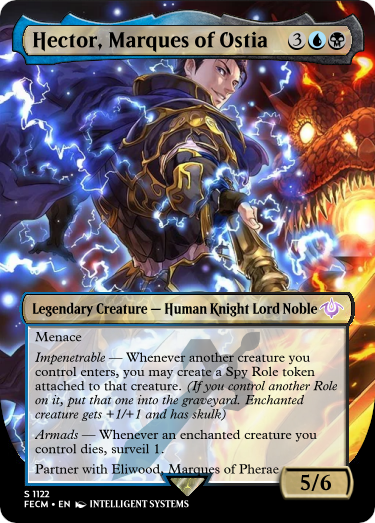 Hector, Marques of Ostia 3
Legendary Creature — Human Knight Lord Noble
Menace
Impenetrable — Whenever another creature you
control enters, you may create a Spy Role token
attached to that creature. (If you control another Role
on it, put that one into the graveyard. Enchanted
creature gets +1/+1 and has skulk)
Armads — Whenever an enchanted creature you
control dies, surveil 1.
Partner with Eliwood, Marques of Pherae
5/6
S 1122
FECM • EN INTELLIGENT SYSTEMS